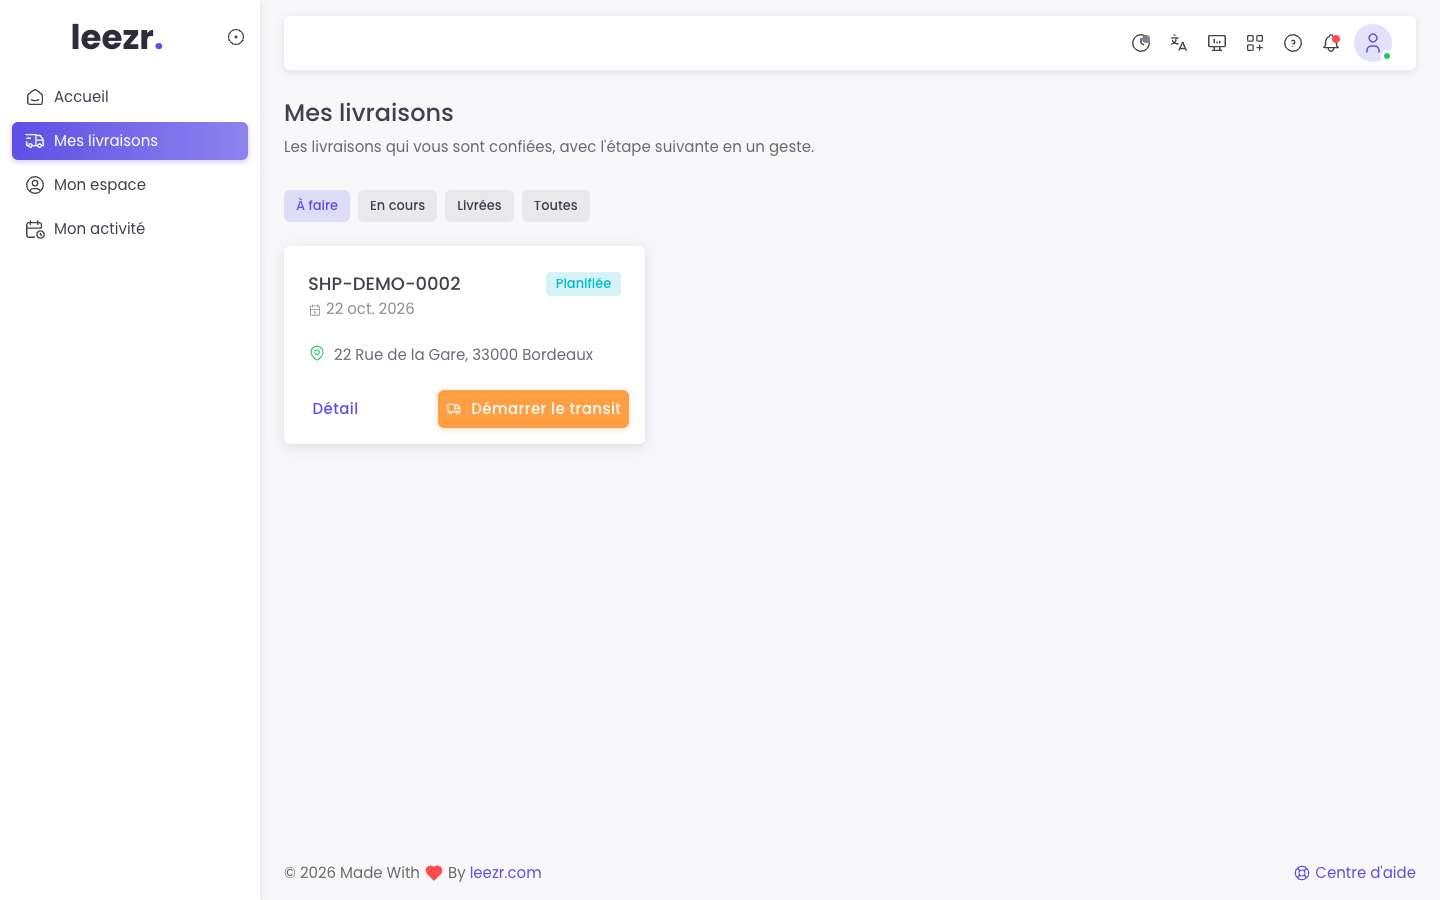 leezr.
Accueil
Mes livraisons
Mon espace
Mon activité
Mes livraisons
Les livraisons qui vous sont confiées, avec l'étape suivante en un geste.
À faire
En cours
Livrées
Toutes
SHP-DEMO-0002
Planifiée
22 oct. 2026
22 Rue de la Gare, 33000 Bordeaux
Détail
Démarrer le transit
© 2026 Made With By leezr.com
Centre d'aide